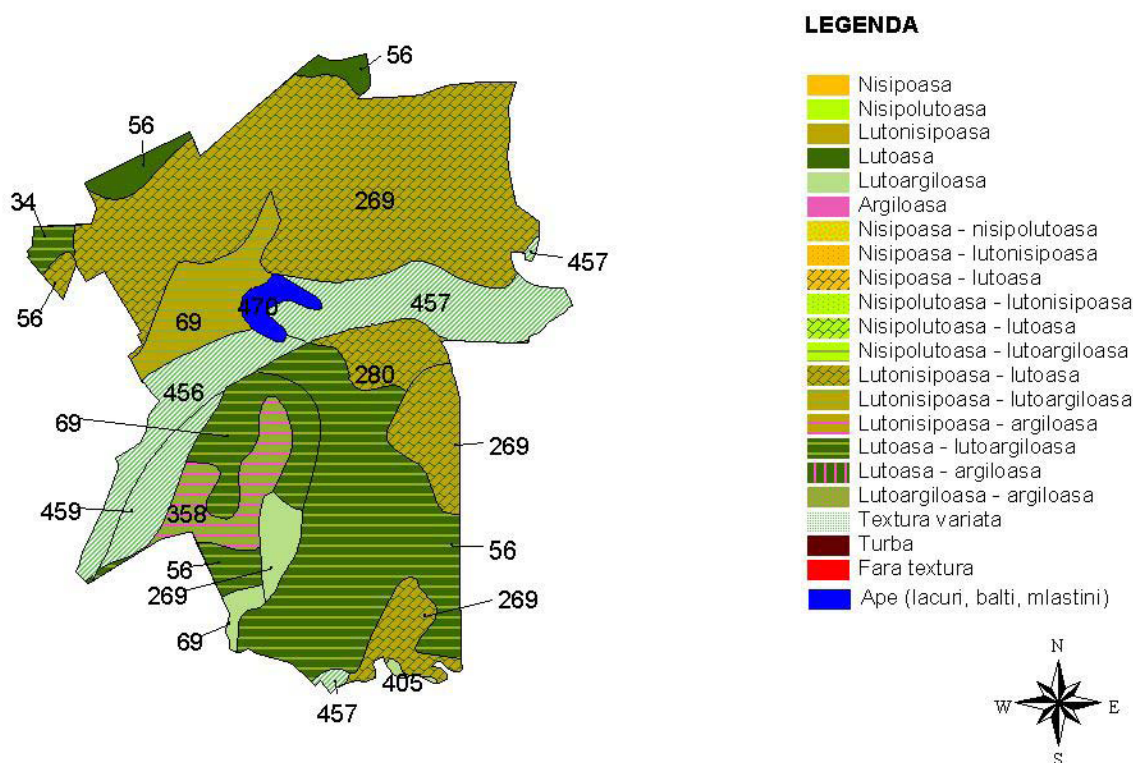 LEGENDA
Nisipoasa
Nisipolutoasa
Lutonisipoasa
Lutoasa
Lutoargiloasa
Argiloasa
Nisipoasa - nisipolutoasa
Nisipoasa - lutonisipoasa
Nisipoasa - lutoasa
Nisipolutoasa - lutonisipoasa
Nisipolutoasa - lutoasa
Nisipolutoasa - lutoargiloasa
Lutonisipoasa - lutoasa
Lutonisipoasa - lutoargiloasa
Lutonisipoasa - argiloasa
Lutoasa - lutoargiloasa
Lutoasa - argiloasa
Lutoargiloasa - argiloasa
Textura variata
Turba
Fara textura
Ape (lacuri, balti, mlastini)
56
56
34
269
457
56
470
457
69
280
456
69
269
459
358
56
56
269
269
69
405
457
N
W
E
S